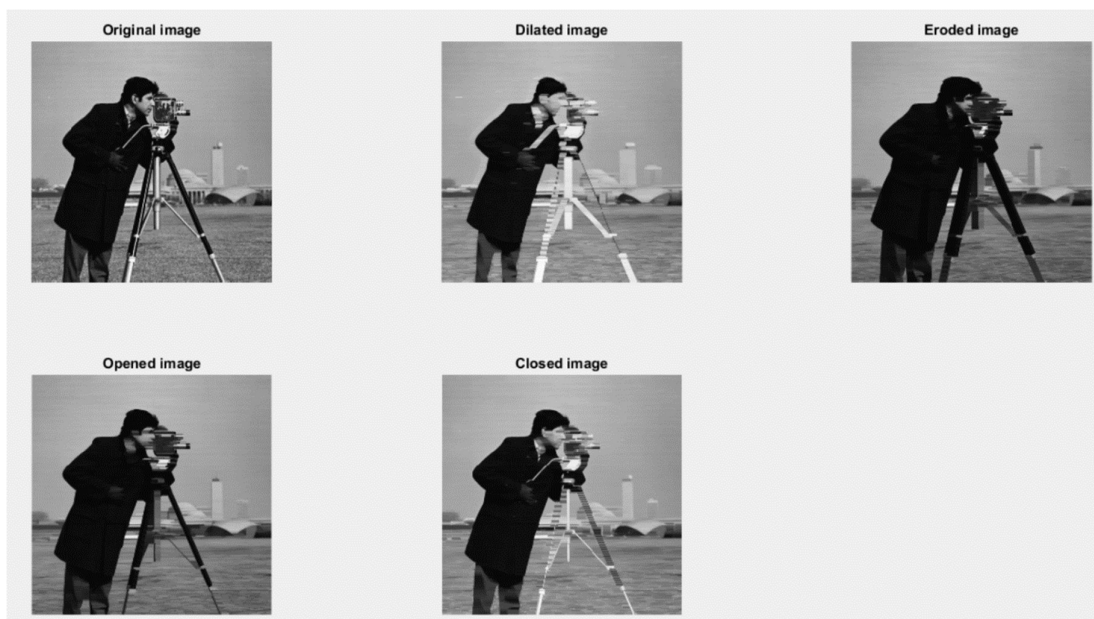 Original image
Dilated image
Eroded image
Opened image
Closed image